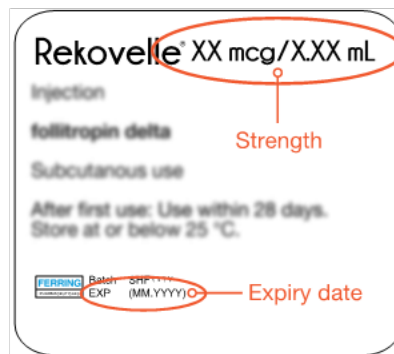 Rekovelle® XX mcg/X.XX mL
Injection
Strength
follitropin delta
Subcutanous use
After first use: Use within 28 days.
Store at or below 25 °C.
FERRING
Batch
EXP (MM.YYYY)
Expiry date